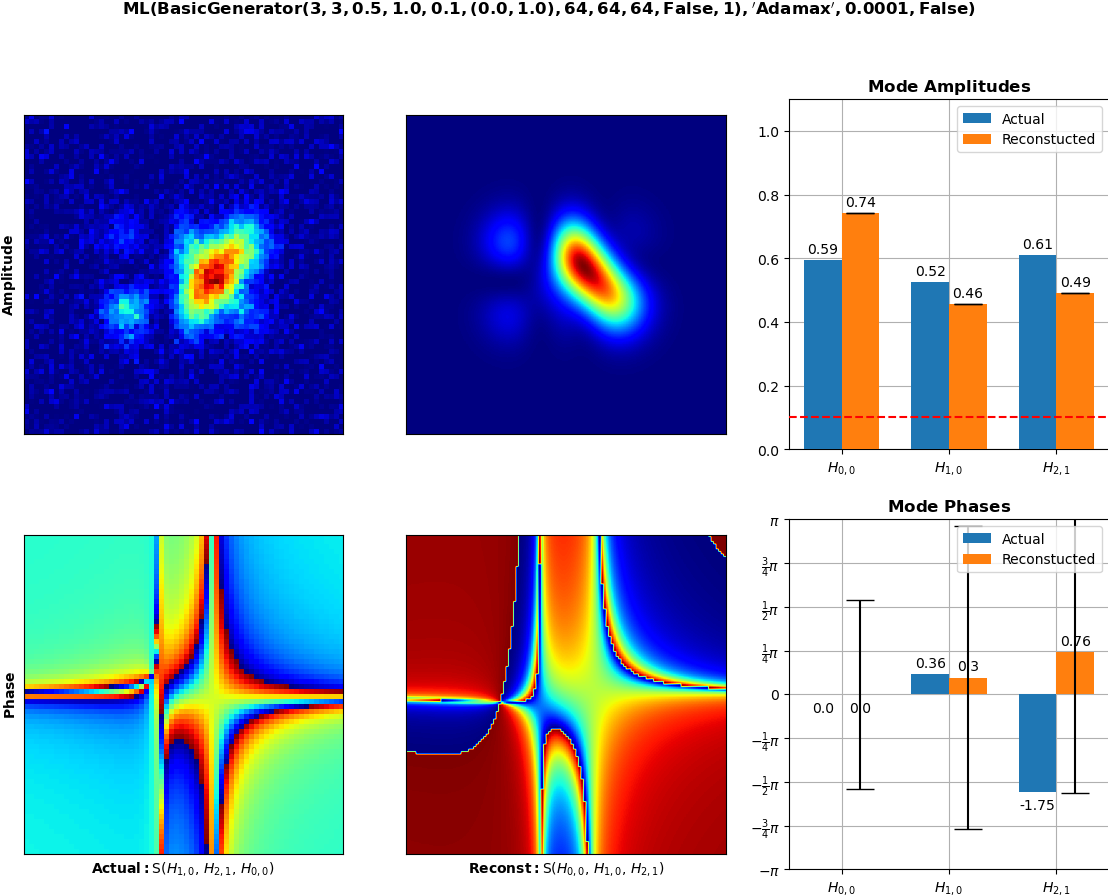 ML(BasicGenerator(3, 3, 0.5, 1.0, 0.1, (0.0, 1.0), 64, 64, 64, False, 1), ′Adamax′, 0.0001, False)
Mode Amplitudes
Actual
Reconstucted
1.0
0.8
0.6
0.4
0.2
0.0
0.59
0.74
0.52
0.46
0.61
0.49
H0,0
H1,0
H2,1
Amplitude
Mode Phases
Actual
Reconstucted
π
3/4π
1/2π
1/4π
0
−1/4π
−1/2π
−3/4π
−π
0.0
0.0
0.36
0.3
-1.75
0.76
H0,0
H1,0
H2,1
Phase
Actual: S(H1,0, H2,1, H0,0)
Reconst: S(H0,0, H1,0, H2,1)